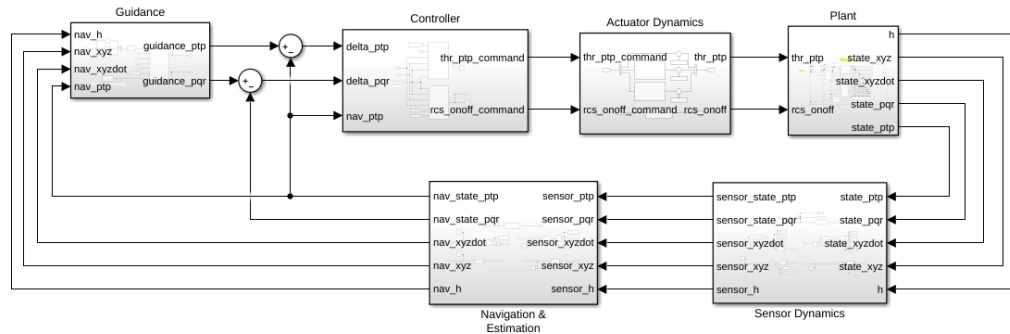 Guidance
nav_h
nav_xyz
nav_xyzdot
nav_ptp
guidance_ptp
guidance_pqr
+
−
+
−
Controller
delta_ptp
delta_pqr
nav_ptp
thr_ptp_command
rcs_onoff_command
Actuator Dynamics
thr_ptp_command
rcs_onoff_command
thr_ptp
rcs_onoff
Plant
thr_ptp
rcs_onoff
h
state_xyz
state_xyzdot
state_pqr
state_ptp
nav_state_ptp
nav_state_pqr
nav_xyzdot
nav_xyz
nav_h
sensor_ptp
sensor_pqr
sensor_xyzdot
sensor_xyz
sensor_h
Navigation &
Estimation
sensor_state_ptp
sensor_state_pqr
sensor_xyzdot
sensor_xyz
sensor_h
state_ptp
state_pqr
state_xyzdot
state_xyz
h
Sensor Dynamics